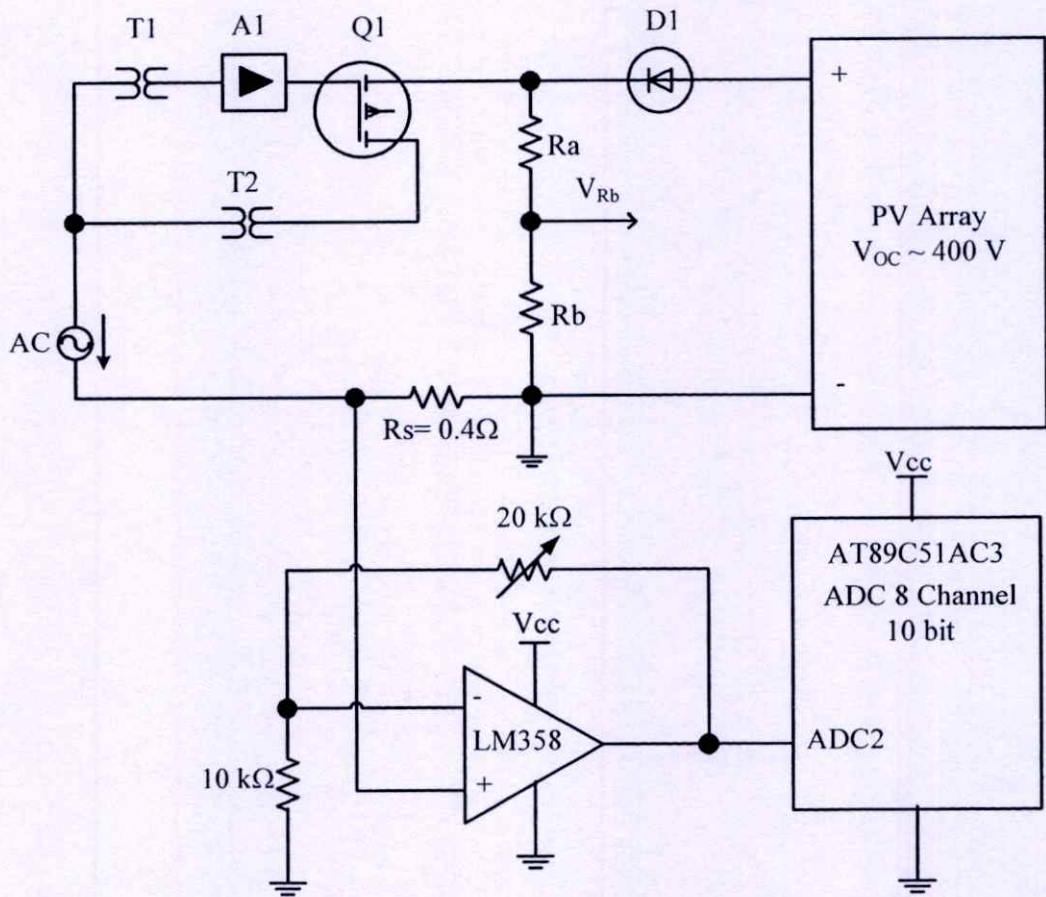 T1
A1
Q1
D1
+
Ra
V_Rb
PV Array
V_OC ~ 400 V
T2
Rb
AC
-
Rs= 0.4Ω
Vcc
20 kΩ
AT89C51AC3
ADC 8 Channel
10 bit
Vcc
-
LM358
ADC2
10 kΩ
+